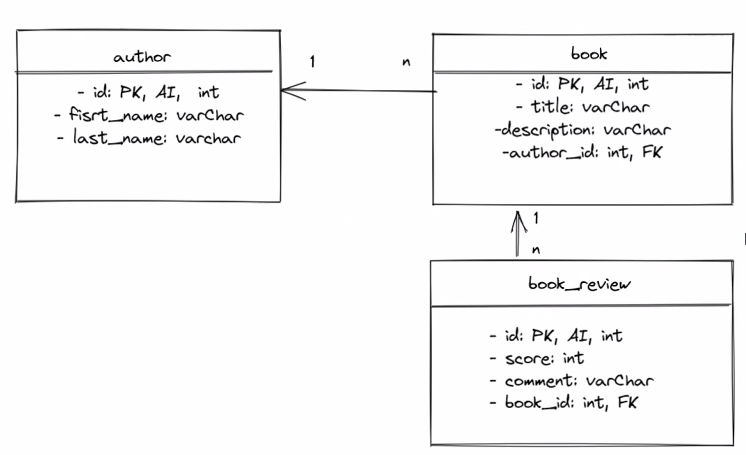 author
- id: PK, AI, int
- fisrt_name: varChar
- last_name: varchar
1
n
book
- id: PK, AI, int
- title: varChar
-description: varChar
-author_id: int, FK
1
n
book_review
- id: PK, AI, int
- score: int
- comment: varChar
- book_id: int, FK